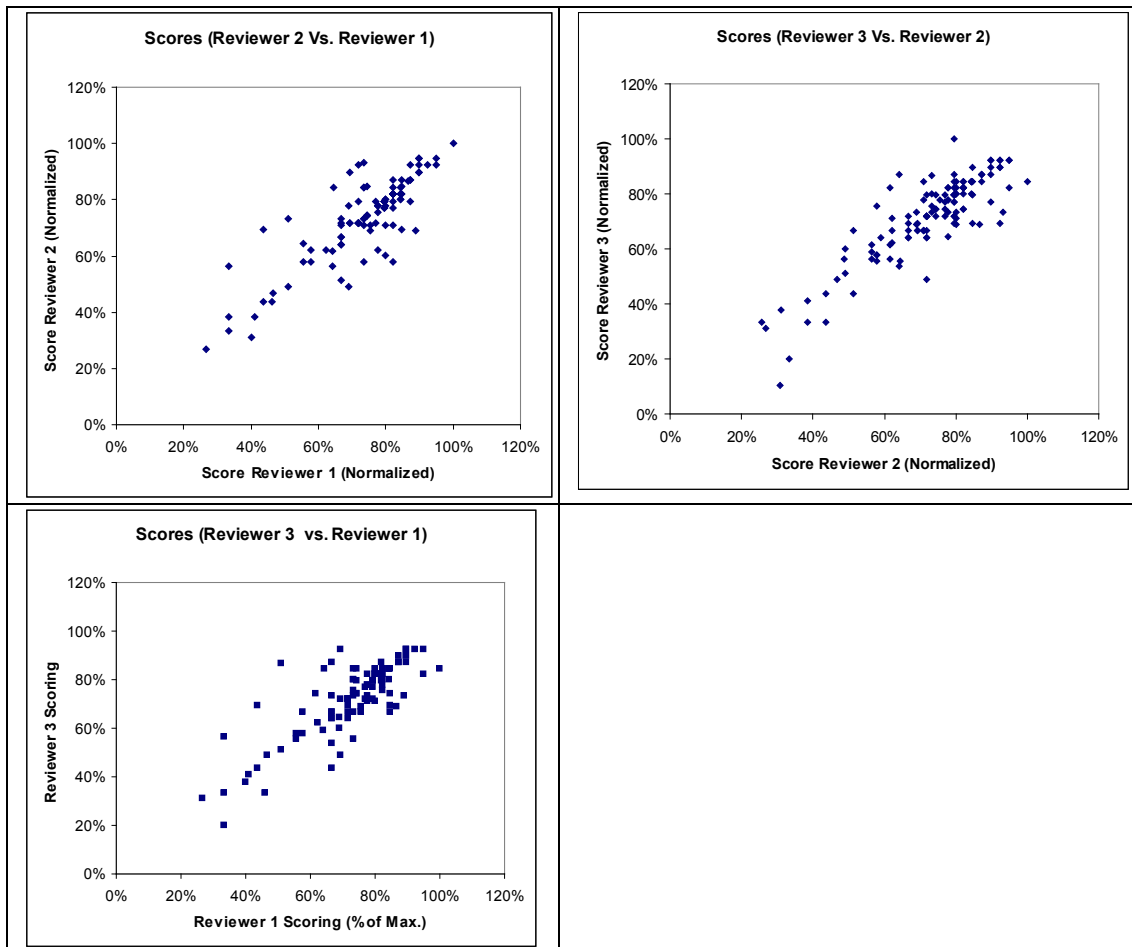 Scores (Reviewer 2 Vs. Reviewer 1)
120%
100%
80%
60%
40%
20%
0%
Score Reviewer 2 (Normalized)
0% 20% 40% 60% 80% 100% 120%
Score Reviewer 1 (Normalized)
Scores (Reviewer 3 Vs. Reviewer 2)
120%
100%
80%
60%
40%
20%
0%
Score Reviewer 3 (Normalized)
0% 20% 40% 60% 80% 100% 120%
Score Reviewer 2 (Normalized)
Scores (Reviewer 3 vs. Reviewer 1)
120%
100%
80%
60%
40%
20%
0%
Reviewer 3 Scoring
0% 20% 40% 60% 80% 100% 120%
Reviewer 1 Scoring (% of Max.)